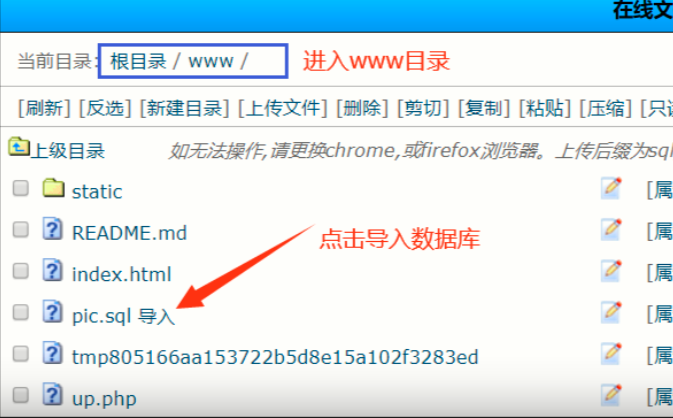 在线文
当前目录: 根目录 / www / 进入www目录
[刷新] [反选] [新建目录] [上传文件] [删除] [剪切] [复制] [粘贴] [压缩] [只读
上级目录 如无法操作,请更换chrome,或firefox浏览器。上传后缀为sql
static [属
README.md [属
点击导入数据库
index.html [属
pic.sql 导入 [属
tmp805166aa153722b5d8e15a102f3283ed [属
up.php [属